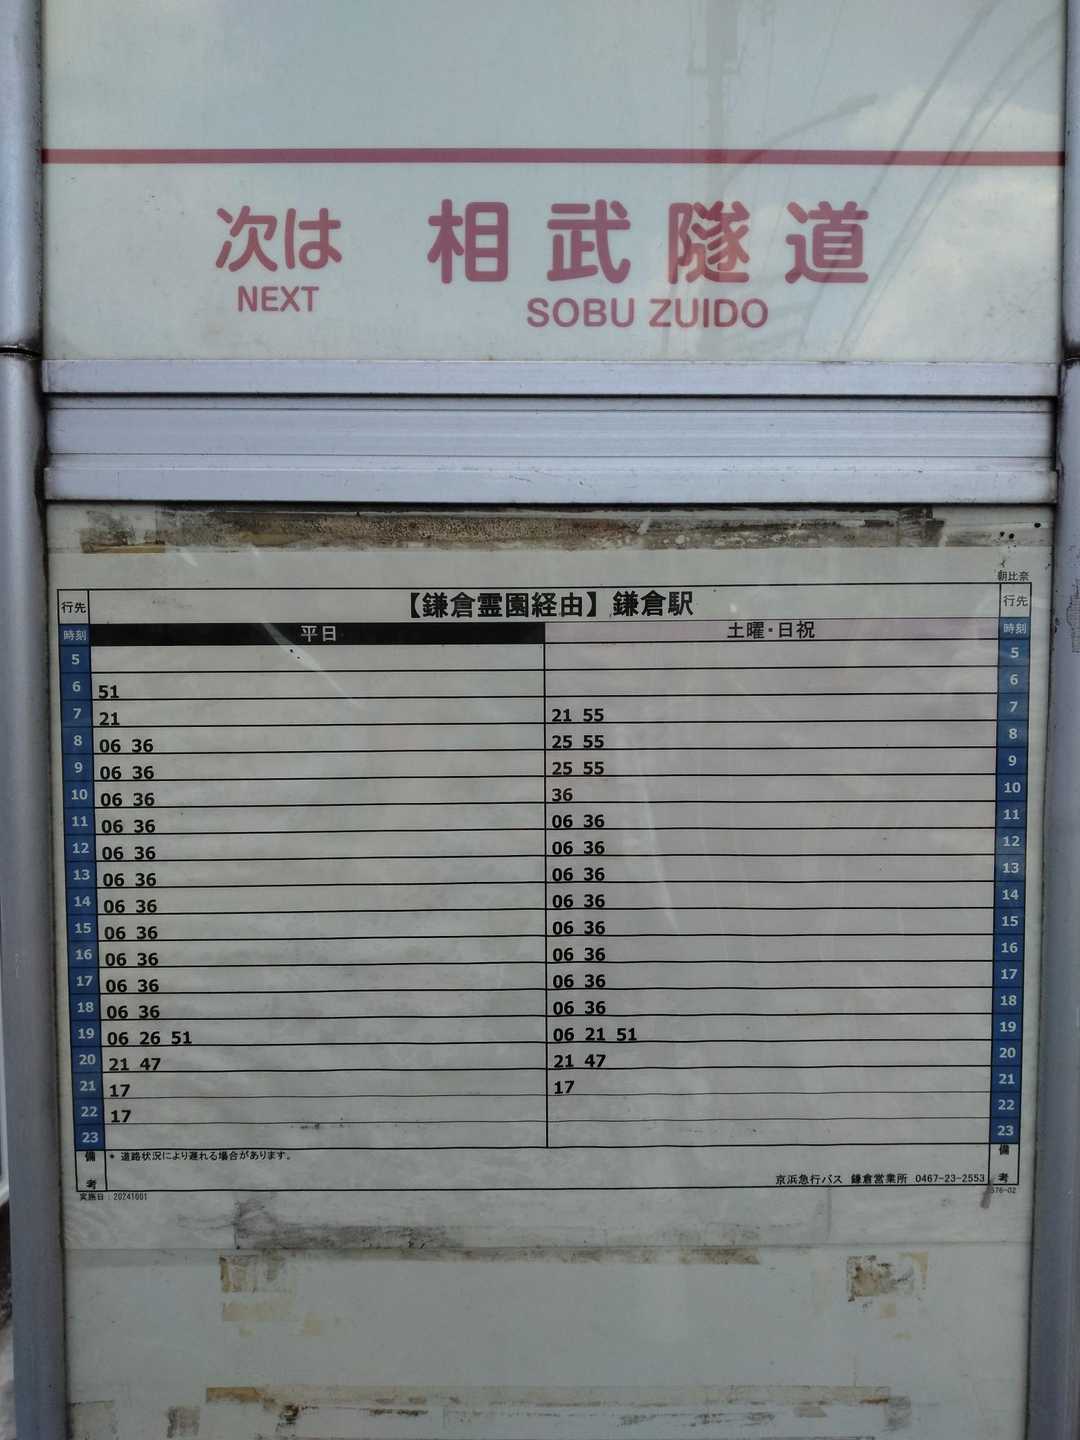 次は 相武隧道
NEXT SOBU ZUIDO
朝比奈
行先 【鎌倉霊園経由】鎌倉駅 行先
時刻 平日 土曜・日祝 時刻
5 5
6 51 6
7 21 21 55 7
8 06 36 25 55 8
9 06 36 25 55 9
10 06 36 36 10
11 06 36 06 36 11
12 06 36 06 36 12
13 06 36 06 36 13
14 06 36 06 36 14
15 06 36 06 36 15
16 06 36 06 36 16
17 06 36 06 36 17
18 06 36 06 36 18
19 06 26 51 06 21 51 19
20 21 47 21 47 20
21 17 17 21
22 17 22
23 23
備 * 道路状況により遅れる場合があります。 備
考 京浜急行バス 鎌倉営業所 0467-23-2553 考
実施日：20241001